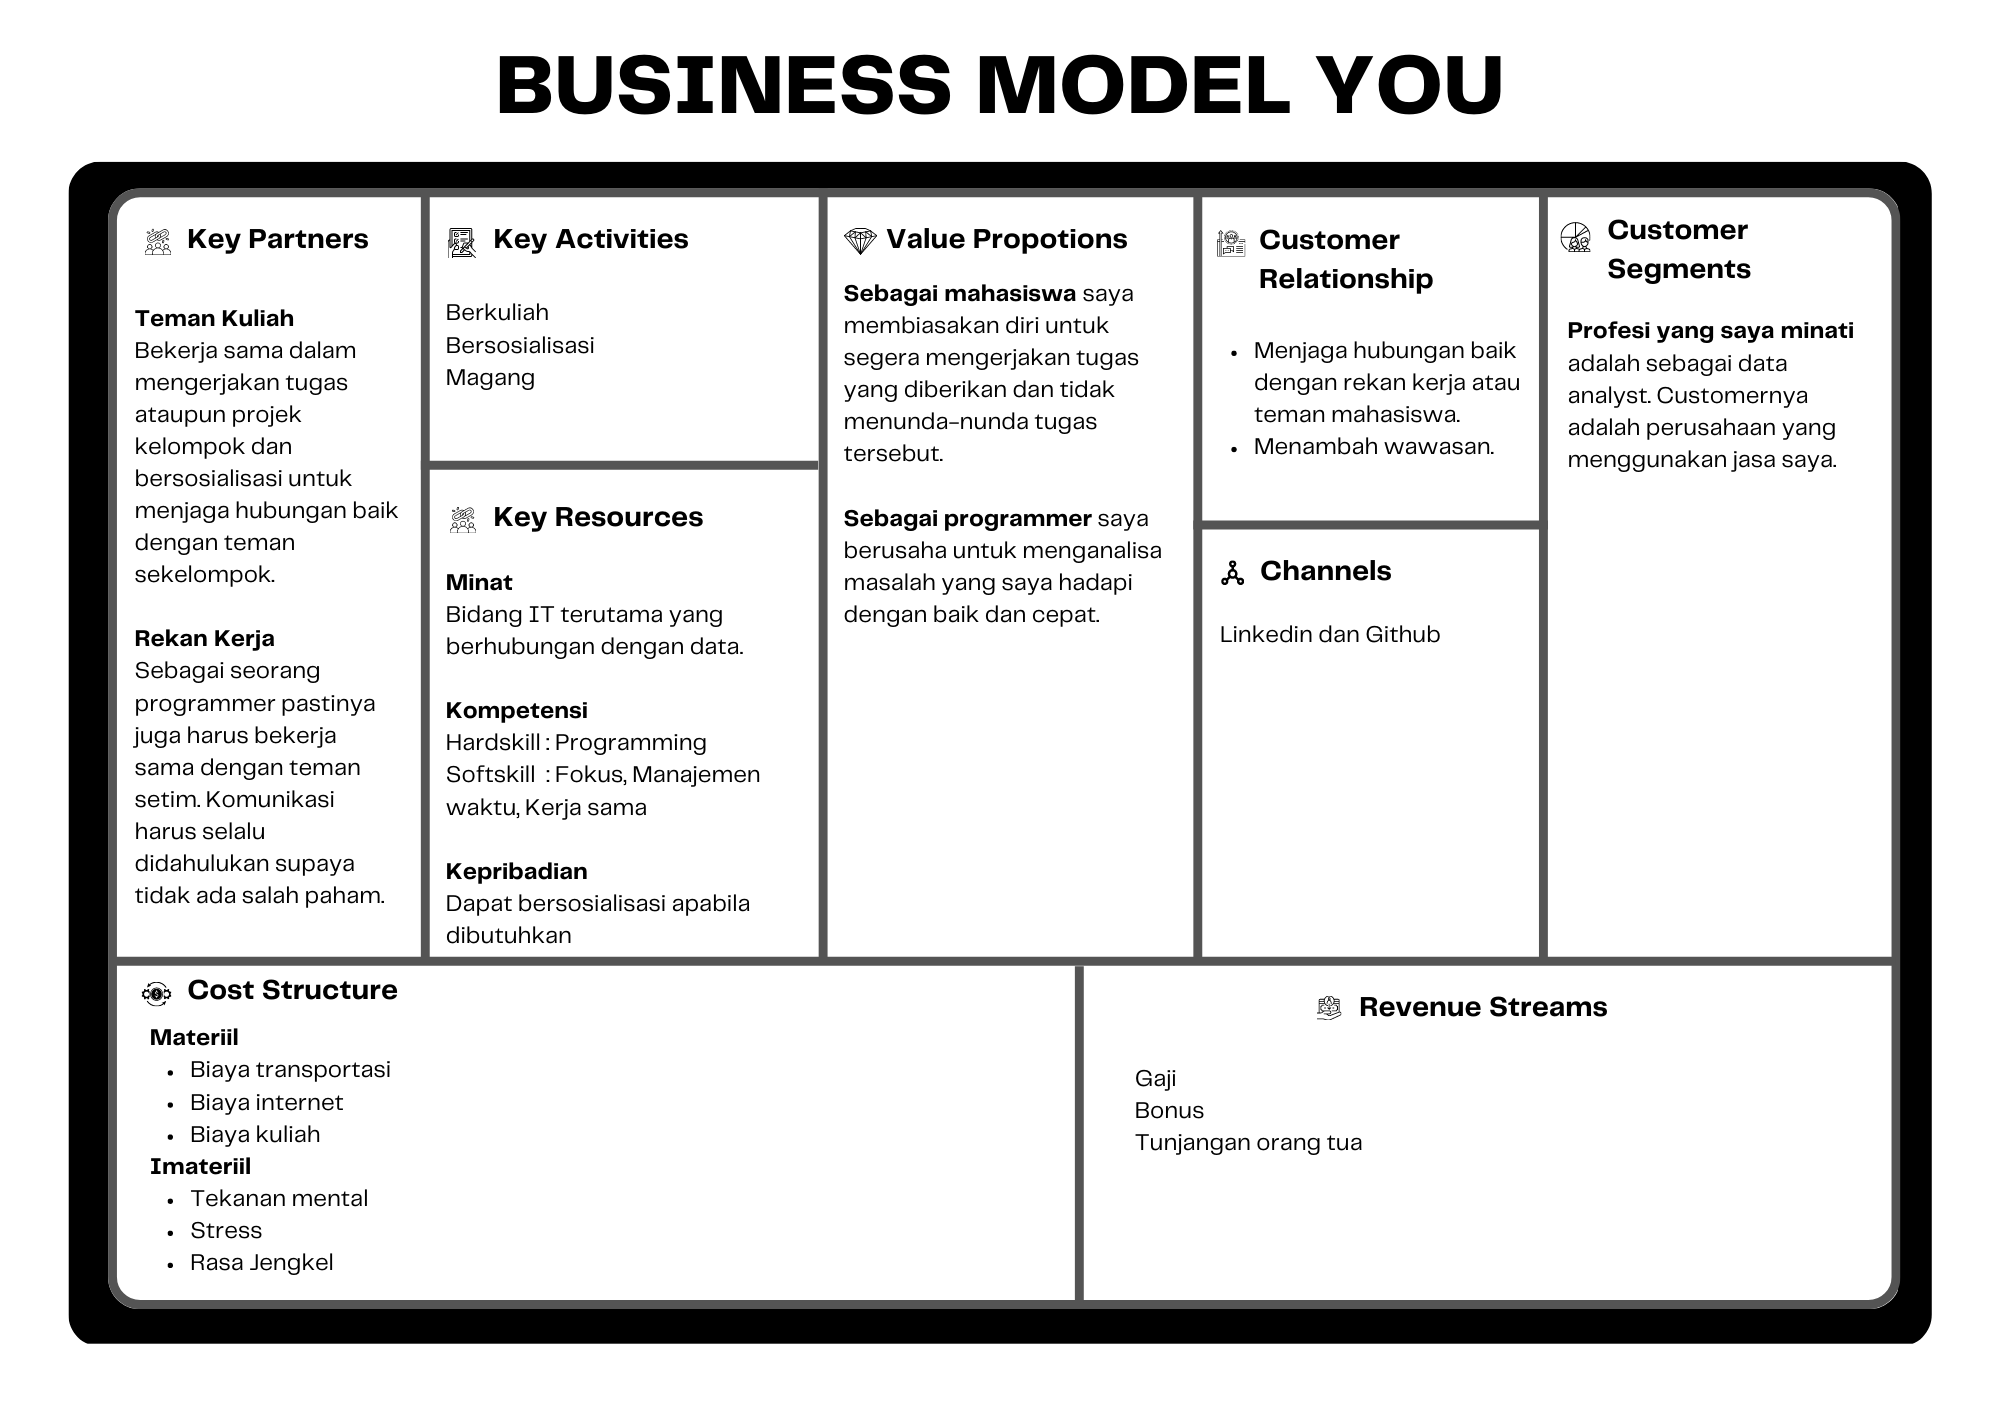 BUSINESS MODEL YOU
Key Partners
Teman Kuliah
Bekerja sama dalam
mengerjakan tugas
ataupun projek
kelompok dan
bersosialisasi untuk
menjaga hubungan baik
dengan teman
sekelompok.
Rekan Kerja
Sebagai seorang
programmer pastinya
juga harus bekerja
sama dengan teman
setim. Komunikasi
harus selalu
didahulukan supaya
tidak ada salah paham.
Key Activities
Berkuliah
Bersosialisasi
Magang
Key Resources
Minat
Bidang IT terutama yang
berhubungan dengan data.
Kompetensi
Hardskill : Programming
Softskill : Fokus, Manajemen
waktu, Kerja sama
Kepribadian
Dapat bersosialisasi apabila
dibutuhkan
Value Propotions
Sebagai mahasiswa saya
membiasakan diri untuk
segera mengerjakan tugas
yang diberikan dan tidak
menunda-nunda tugas
tersebut.
Sebagai programmer saya
berusaha untuk menganalisa
masalah yang saya hadapi
dengan baik dan cepat.
Customer
Relationship
• Menjaga hubungan baik
dengan rekan kerja atau
teman mahasiswa.
• Menambah wawasan.
Channels
Linkedin dan Github
Customer
Segments
Profesi yang saya minati
adalah sebagai data
analyst. Customernya
adalah perusahaan yang
menggunakan jasa saya.
Cost Structure
Materiil
• Biaya transportasi
• Biaya internet
• Biaya kuliah
Imateriil
• Tekanan mental
• Stress
• Rasa Jengkel
Revenue Streams
Gaji
Bonus
Tunjangan orang tua